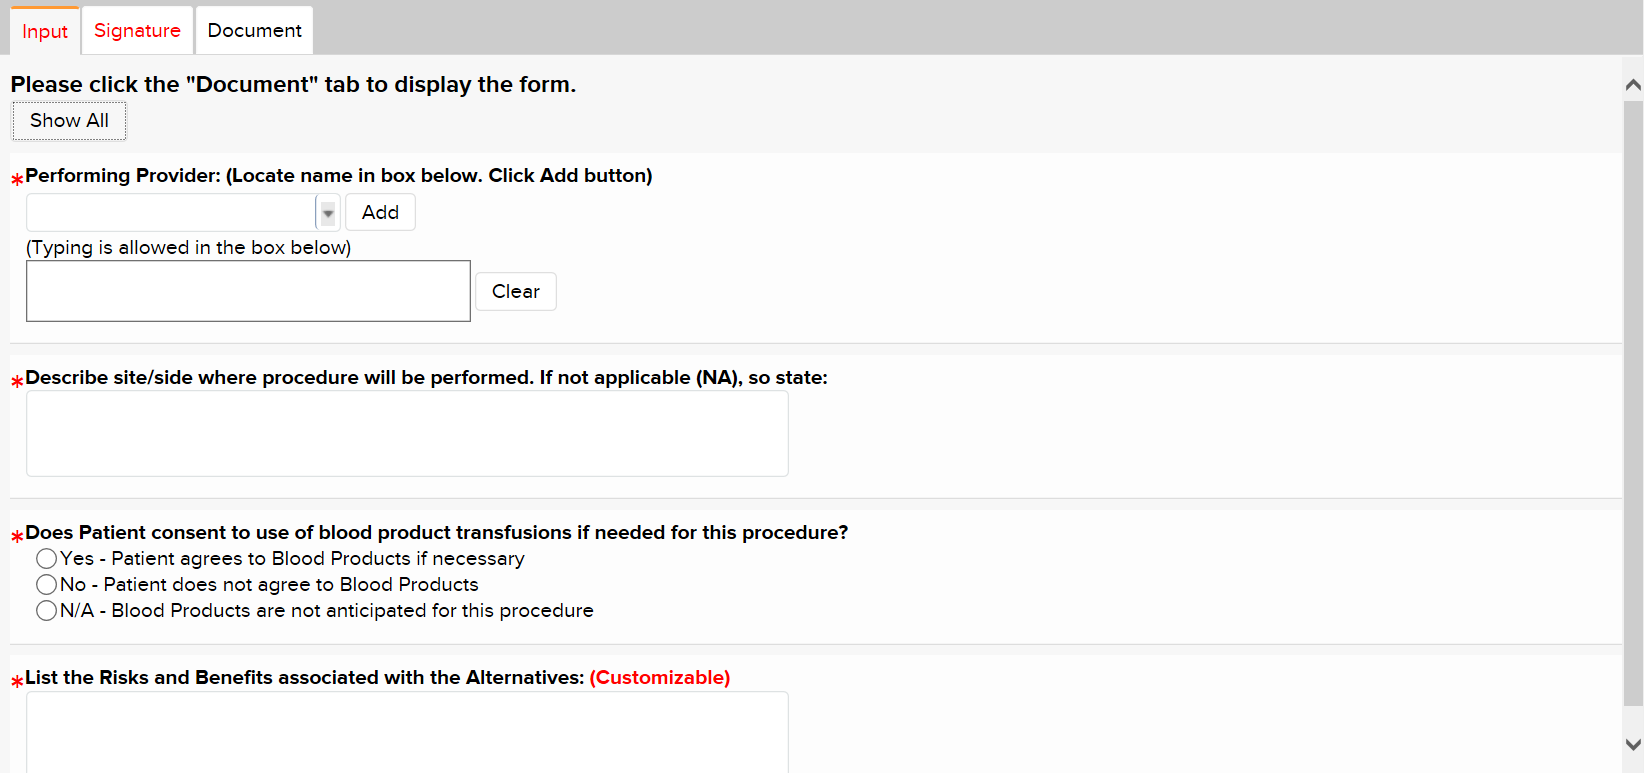 Input Signature Document
Please click the "Document" tab to display the form.
Show All
*Performing Provider: (Locate name in box below. Click Add button)
Add
(Typing is allowed in the box below)
Clear
*Describe site/side where procedure will be performed. If not applicable (NA), so state:
*Does Patient consent to use of blood product transfusions if needed for this procedure?
Yes - Patient agrees to Blood Products if necessary
No - Patient does not agree to Blood Products
N/A - Blood Products are not anticipated for this procedure
*List the Risks and Benefits associated with the Alternatives: (Customizable)